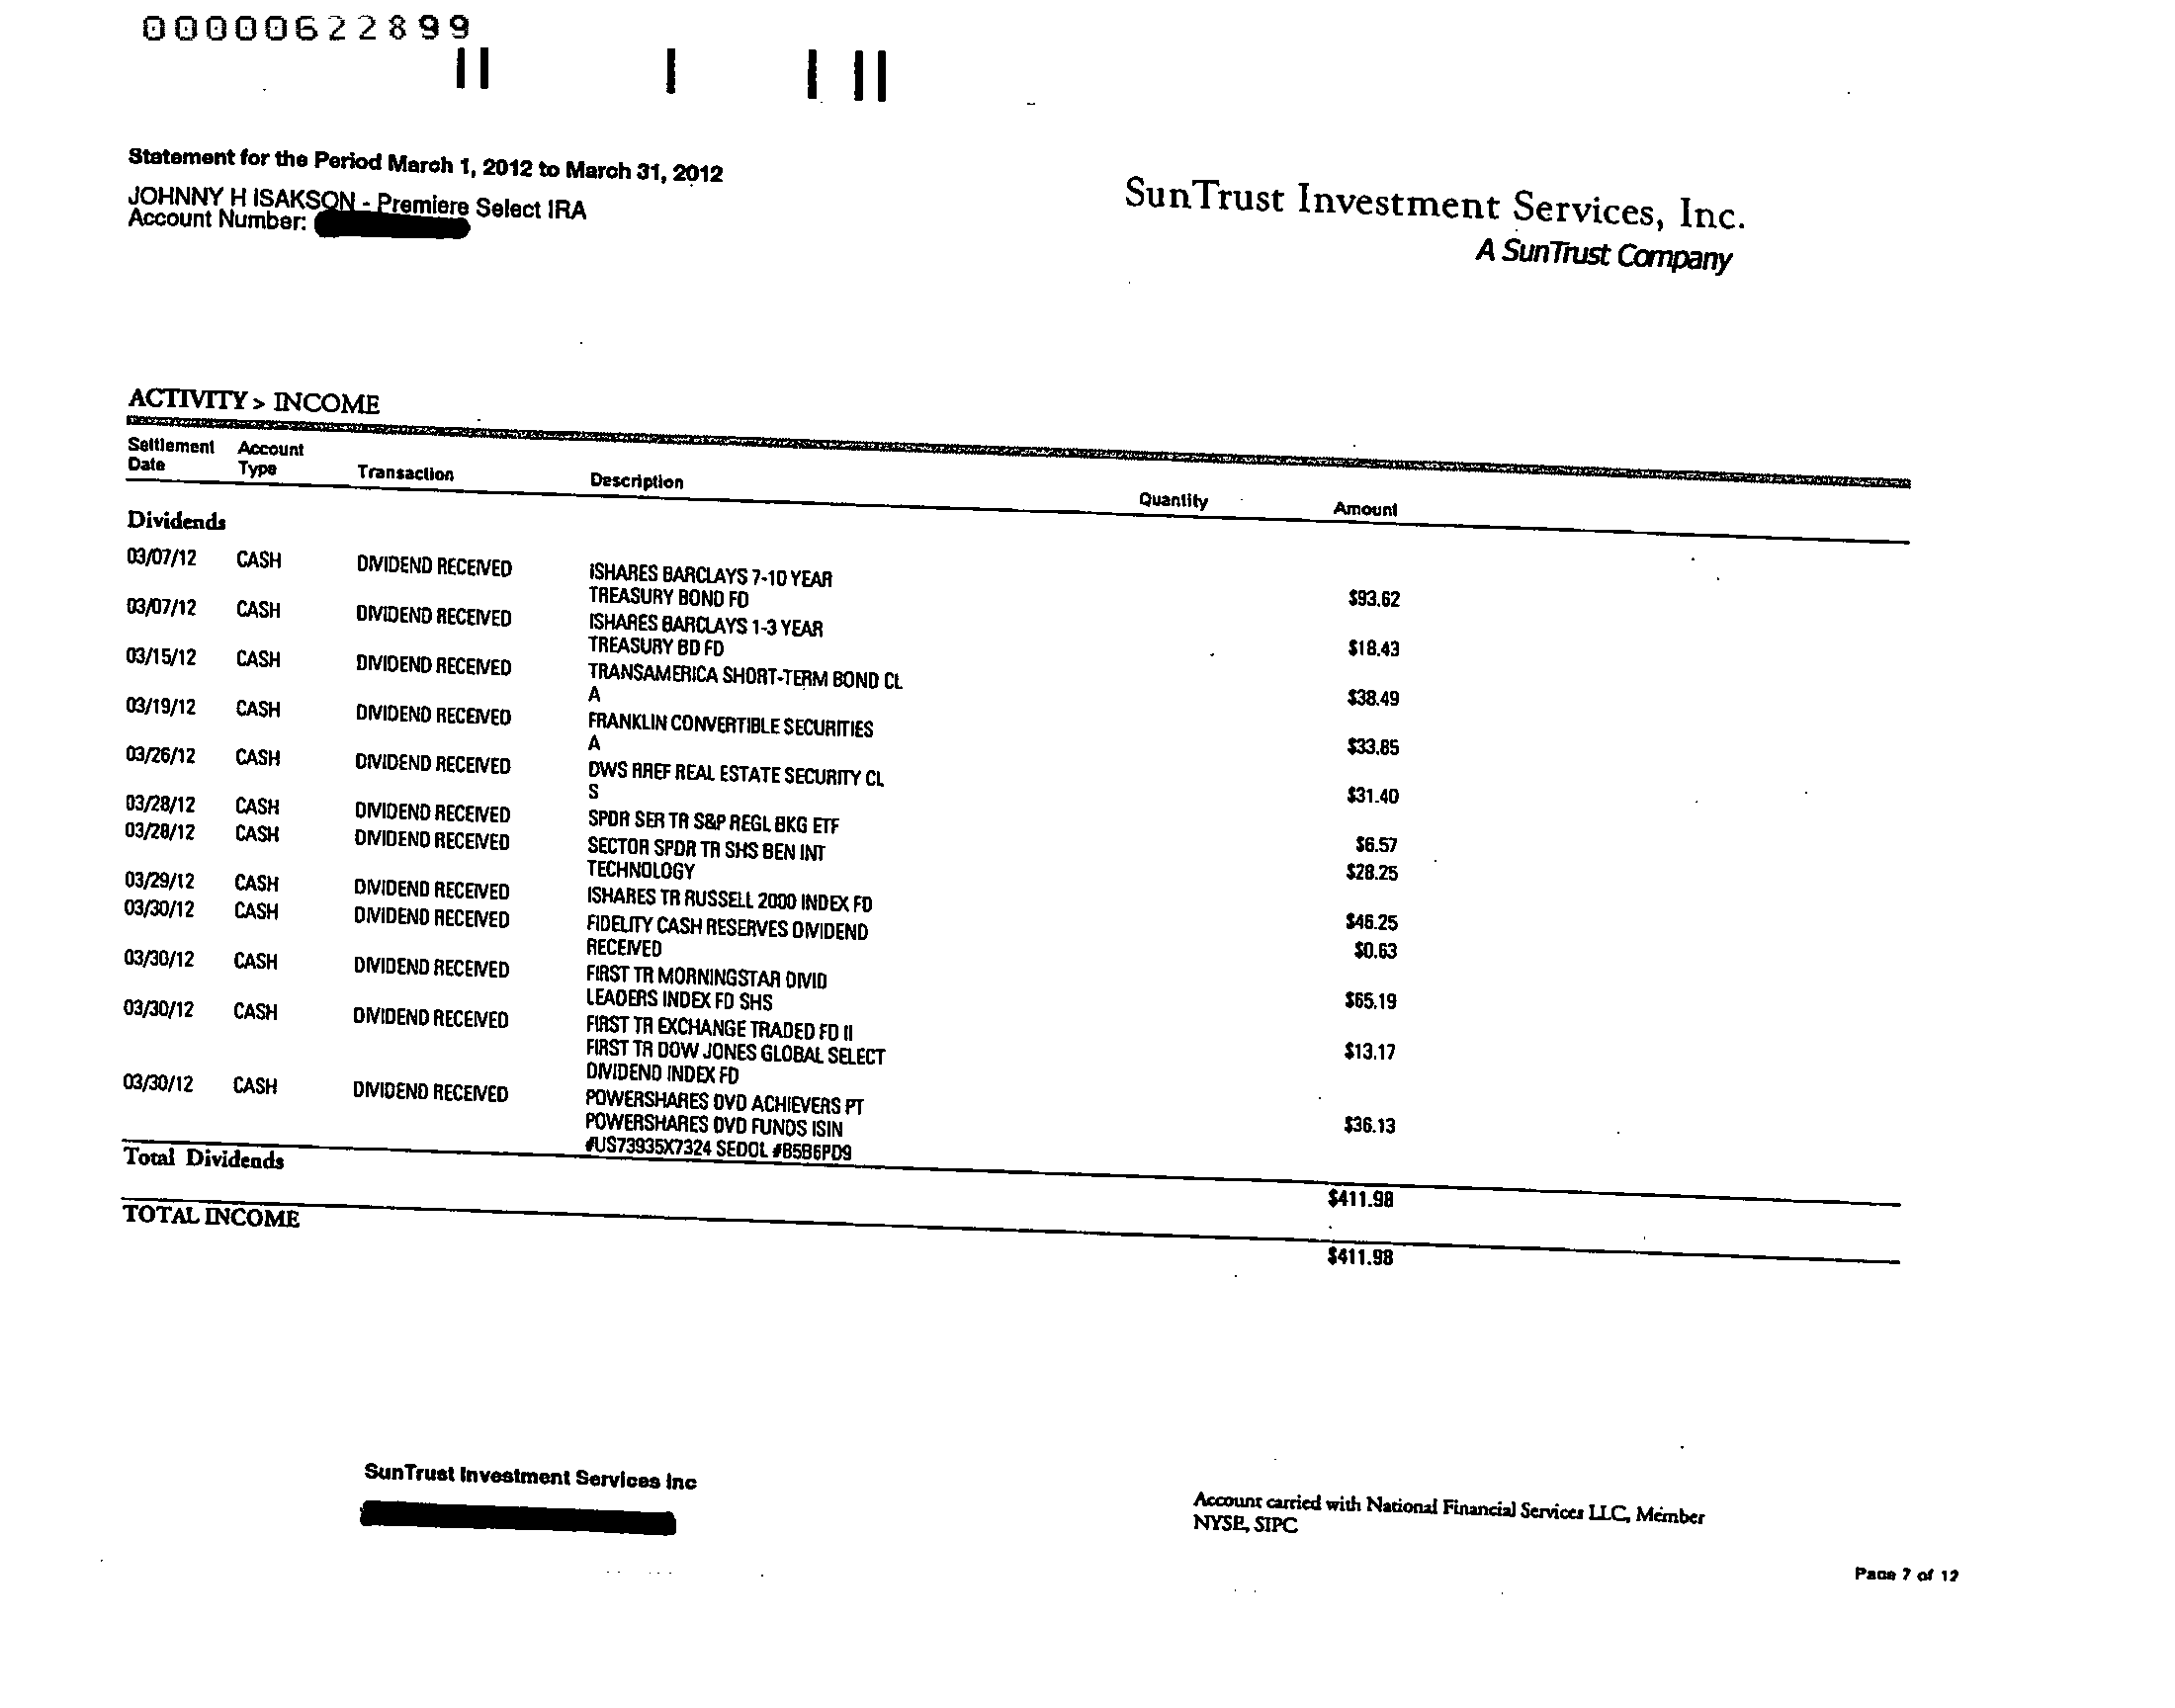 00000622899
Statement for the Period March 1, 2012 to March 31, 2012
JOHNNY H ISAKSON - Premiere Select IRA
Account Number:
SunTrust Investment Services, Inc.
A SunTrust Company
ACTIVITY > INCOME
Settlement Date Account Type Transaction Description Quantity Amount
Dividends
03/07/12 CASH DIVIDEND RECEIVED ISHARES BARCLAYS 7-10 YEAR
TREASURY BOND FD $93.62
03/07/12 CASH DIVIDEND RECEIVED ISHARES BARCLAYS 1-3 YEAR
TREASURY BD FD $18.43
03/15/12 CASH DIVIDEND RECEIVED TRANSAMERICA SHORT-TERM BOND CL
A $38.49
03/19/12 CASH DIVIDEND RECEIVED FRANKLIN CONVERTIBLE SECURITIES
A $33.85
03/26/12 CASH DIVIDEND RECEIVED DWS RREF REAL ESTATE SECURITY CL
S $31.40
03/28/12 CASH DIVIDEND RECEIVED SPDR SER TR S&P REGL BKG ETF $6.57
03/28/12 CASH DIVIDEND RECEIVED SECTOR SPDR TR SHS BEN INT
TECHNOLOGY $28.25
03/29/12 CASH DIVIDEND RECEIVED ISHARES TR RUSSELL 2000 INDEX FD $46.25
03/30/12 CASH DIVIDEND RECEIVED FIDELITY CASH RESERVES DIVIDEND
RECEIVED $0.63
03/30/12 CASH DIVIDEND RECEIVED FIRST TR MORNINGSTAR DIVID
LEADERS INDEX FD SHS $65.19
03/30/12 CASH DIVIDEND RECEIVED FIRST TR EXCHANGE TRADED FD II
FIRST TR DOW JONES GLOBAL SELECT $13.17
DIVIDEND INDEX FD
03/30/12 CASH DIVIDEND RECEIVED POWERSHARES DVD ACHIEVERS PT
POWERSHARES DVD FUNDS ISIN $36.13
#US73935X7324 SEDOL #B5B6PD9
Total Dividends $411.98
TOTAL INCOME $411.98
SunTrust Investment Services Inc
Account carried with National Financial Services LLC, Member
NYSE, SIPC
Page 7 of 12